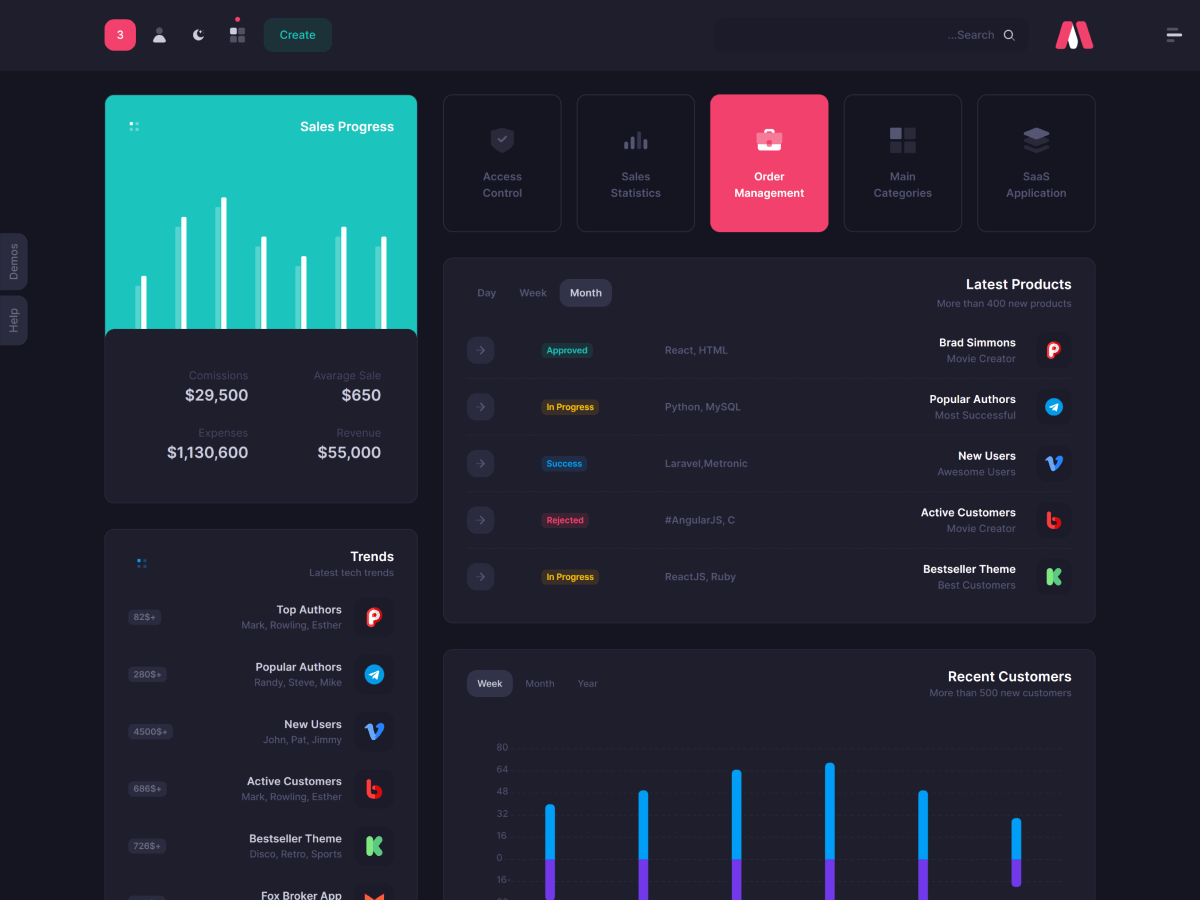 3
Create
...Search
Demos
Help
Sales Progress
Comissions
$29,500
Avarage Sale
$650
Expenses
$1,130,600
Revenue
$55,000
Access
Control
Sales
Statistics
Order
Management
Main
Categories
SaaS
Application
Day
Week
Month
Latest Products
More than 400 new products
Approved
React, HTML
Brad Simmons
Movie Creator
In Progress
Python, MySQL
Popular Authors
Most Successful
Success
Laravel,Metronic
New Users
Awesome Users
Rejected
#AngularJS, C
Active Customers
Movie Creator
In Progress
ReactJS, Ruby
Bestseller Theme
Best Customers
Trends
Latest tech trends
82$+
Top Authors
Mark, Rowling, Esther
280$+
Popular Authors
Randy, Steve, Mike
4500$+
New Users
John, Pat, Jimmy
686$+
Active Customers
Mark, Rowling, Esther
726$+
Bestseller Theme
Disco, Retro, Sports
Fox Broker App
Week
Month
Year
Recent Customers
More than 500 new customers
80
64
48
32
16
0
16-